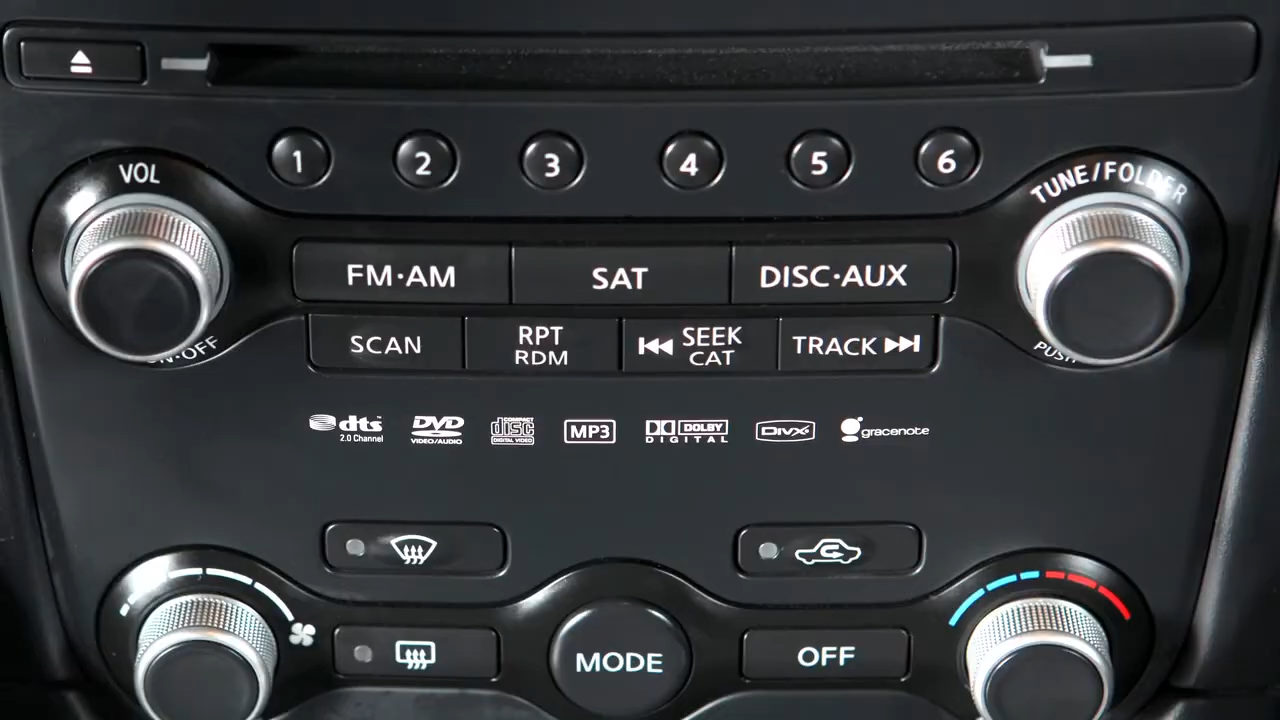 1 2 3 4 5 6
VOL
TUNE/FOLDER
FM·AM SAT DISC·AUX
SCAN RPT RDM SEEK CAT TRACK
ON·OFF
PUSH
dts 2.0 Channel
DVD VIDEO/AUDIO
COMPACT disc DIGITAL VIDEO
MP3
DOLBY DIGITAL
DivX
gracenote
MODE
OFF